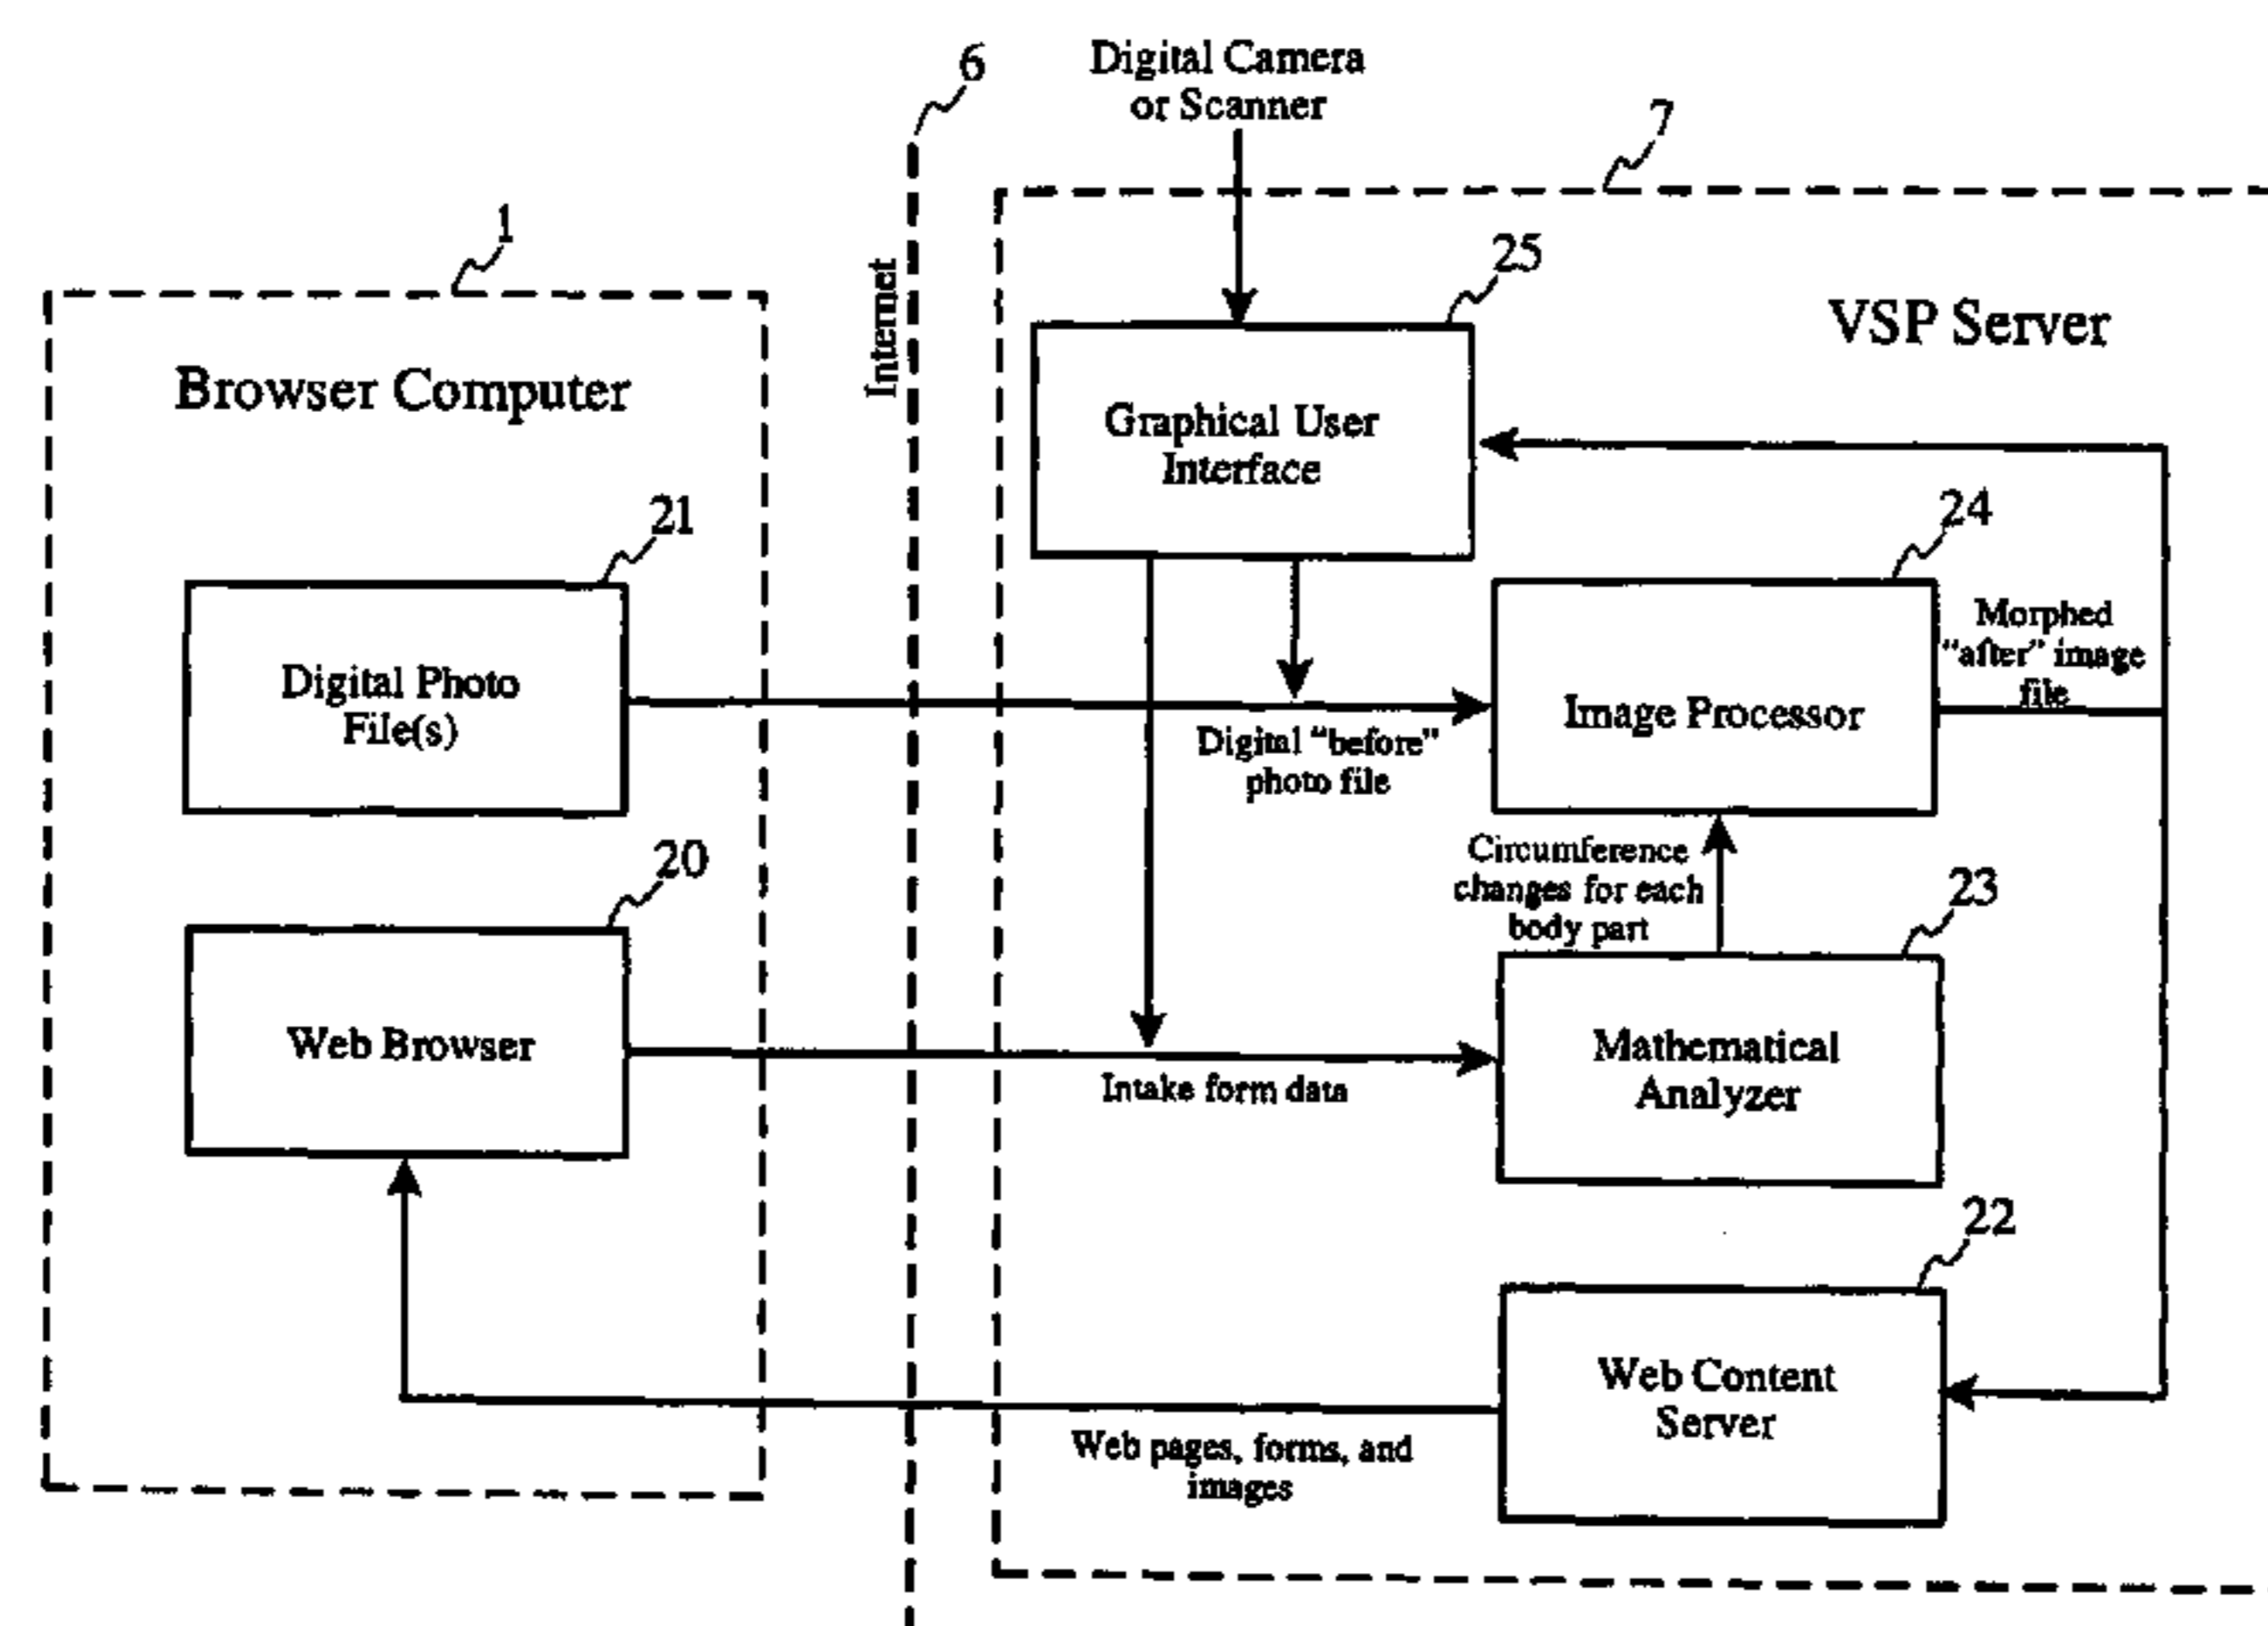 6
Digital Camera
or Scanner
7
1
Internet
25
VSP Server
Browser Computer
Graphical User
Interface
21
24
Morphed
"after" image
file
Digital Photo
File(s)
Image Processor
Digital "before"
photo file
20
Circumference
changes for each
body part
23
Web Browser
Mathematical
Analyzer
Intake form data
22
Web Content
Server
Web pages, forms, and
images